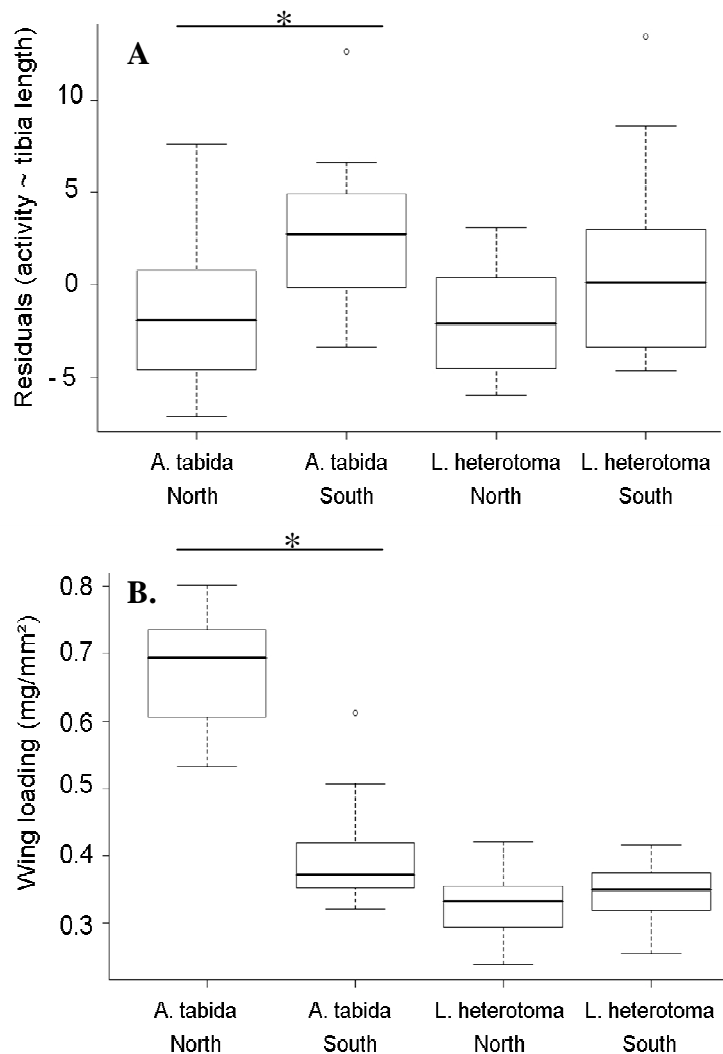 *
A
Residuals (activity ~ tibia length)
10
5
0
- 5
A. tabida A. tabida L. heterotoma L. heterotoma
North South North South
*
B.
Wing loading (mg/mm²)
0.8
0.7
0.6
0.5
0.4
0.3
A. tabida A. tabida L. heterotoma L. heterotoma
North South North South